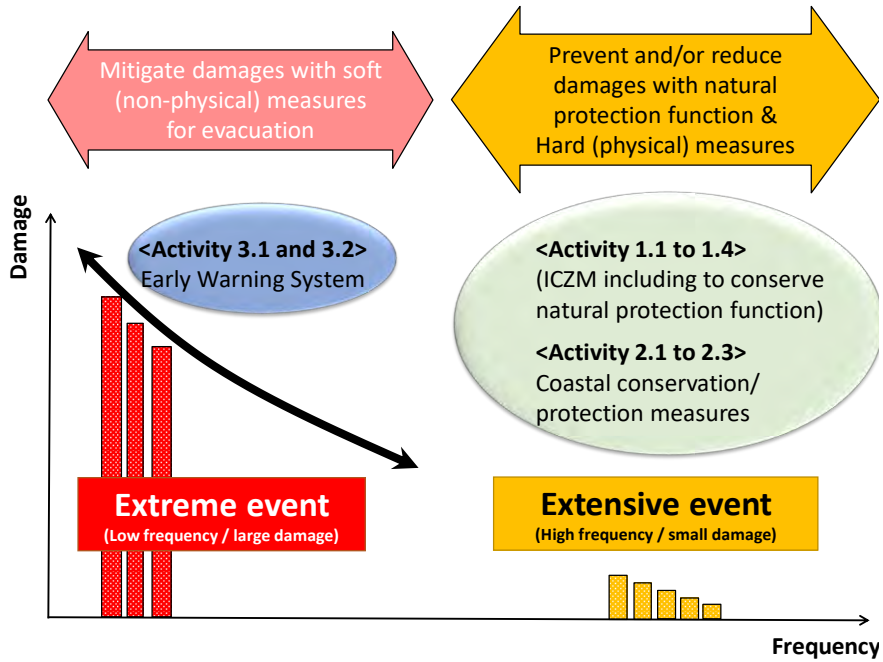 Mitigate damages with soft
(non-physical) measures
for evacuation
Prevent and/or reduce
damages with natural
protection function &
Hard (physical) measures
Damage
<Activity 3.1 and 3.2>
Early Warning System
<Activity 1.1 to 1.4>
(ICZM including to conserve
natural protection function)
<Activity 2.1 to 2.3>
Coastal conservation/
protection measures
Extreme event
(Low frequency / large damage)
Extensive event
(High frequency / small damage)
Frequency